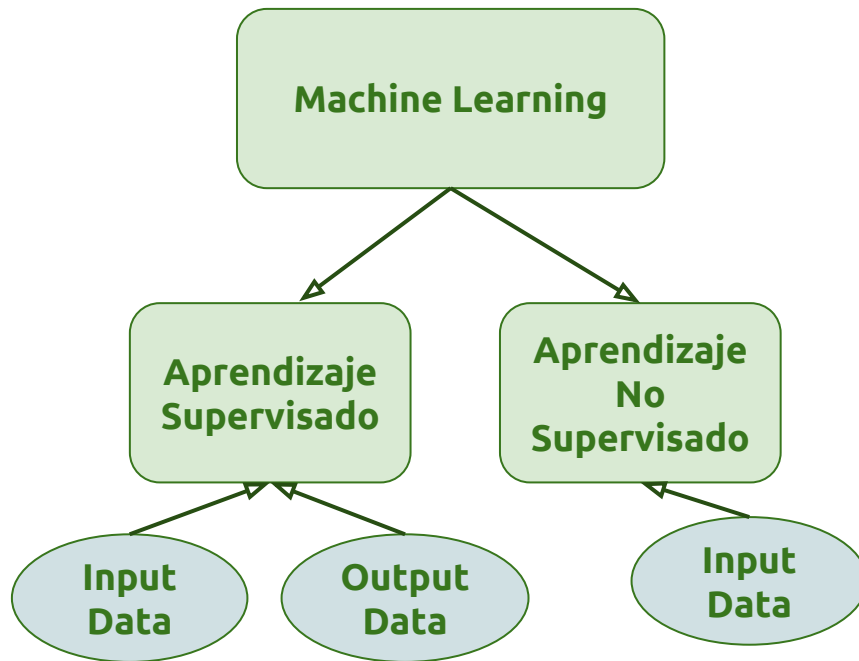 Machine Learning
Aprendizaje
Supervisado
Aprendizaje
No
Supervisado
Input
Data
Output
Data
Input
Data